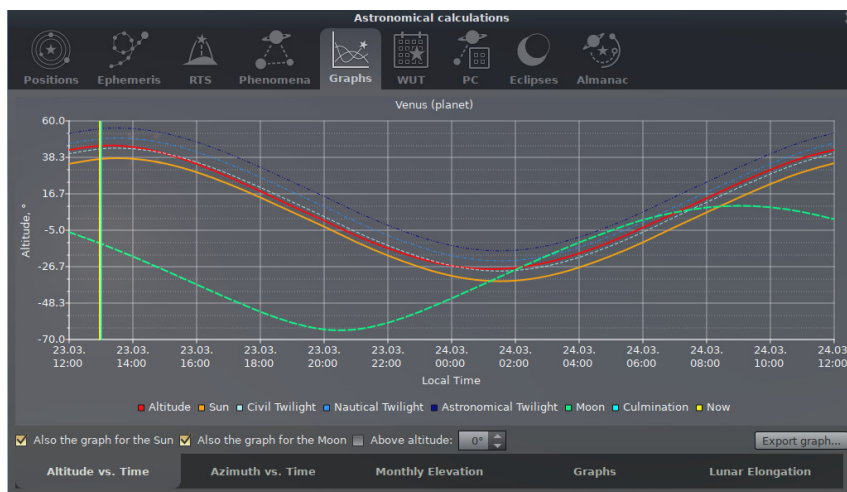 Astronomical calculations
Positions Ephemeris RTS Phenomena Graphs WUT PC Eclipses Almanac
Venus (planet)
60.0
38.3
16.7
-5.0
-26.7
-48.3
-70.0
Altitude, °
23.03. 23.03. 23.03. 23.03. 23.03. 23.03. 24.03. 24.03. 24.03. 24.03. 24.03. 24.03. 24.03
12:00 14:00 16:00 18:00 20:00 22:00 00:00 02:00 04:00 06:00 08:00 10:00 12:00
Local Time
Altitude Sun Civil Twilight Nautical Twilight Astronomical Twilight Moon Culmination Now
Also the graph for the Sun Also the graph for the Moon Above altitude: 0° Export graph...
Altitude vs. Time Azimuth vs. Time Monthly Elevation Graphs Lunar Elongation